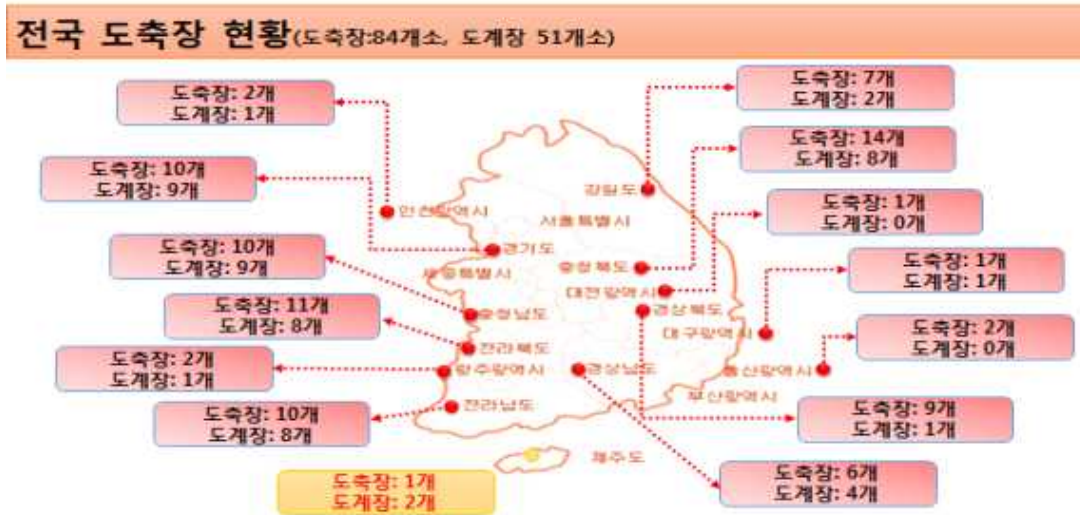 전국 도축장 현황(도축장:84개소, 도계장 51개소)
도축장: 2개
도계장: 1개
도축장: 7개
도계장: 2개
도축장: 14개
도계장: 8개
도축장: 10개
도계장: 9개
강원도
도축장: 1개
도계장: 0개
인천광역시
서울특별시
도축장: 10개
도계장: 9개
경기도
도축장: 1개
도계장: 1개
세종특별시
충청북도
대전광역시
도축장: 11개
도계장: 8개
충청남도
경상북도
대구광역시
도축장: 2개
도계장: 0개
도축장: 2개
도계장: 1개
전라북도
광주광역시
경상남도
울산광역시
부산광역시
도축장: 10개
도계장: 8개
전라남도
도축장: 9개
도계장: 1개
제주도
도축장: 1개
도계장: 2개
도축장: 6개
도계장: 4개